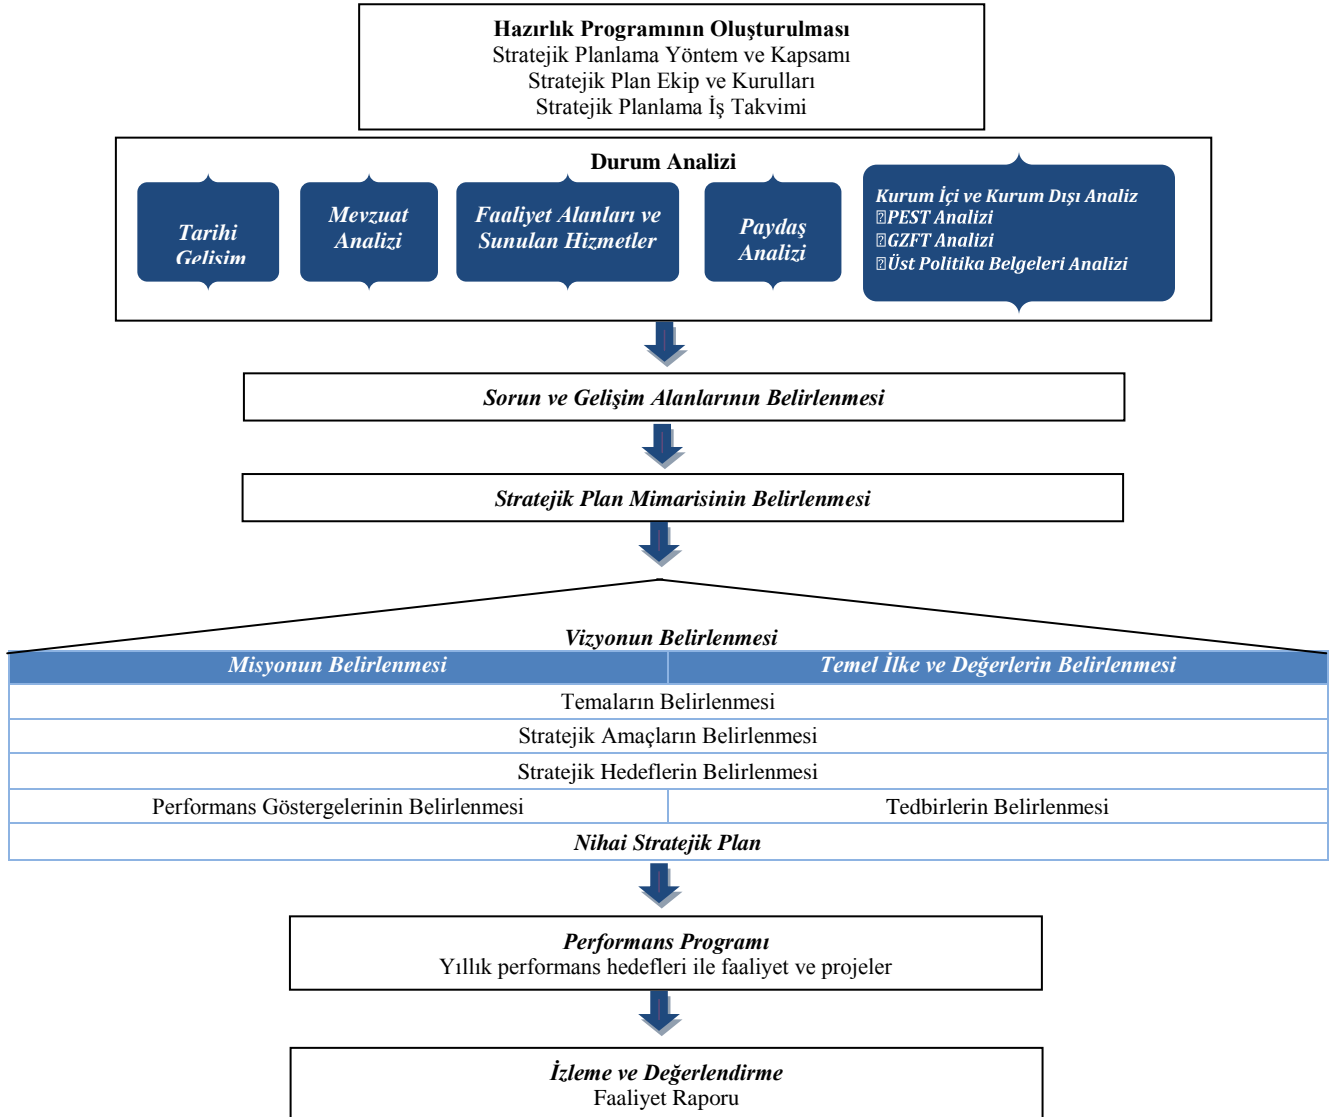 Hazırlık Programının Oluşturulması
Stratejik Planlama Yöntem ve Kapsamı
Stratejik Plan Ekip ve Kurulları
Stratejik Planlama İş Takvimi
Durum Analizi
Tarihi
Gelişim
Mevzuat
Analizi
Faaliyet Alanları ve
Sunulan Hizmetler
Paydaş
Analizi
Kurum İçi ve Kurum Dışı Analiz
PEST Analizi
GZFT Analizi
Üst Politika Belgeleri Analizi
Sorun ve Gelişim Alanlarının Belirlenmesi
Stratejik Plan Mimarisinin Belirlenmesi
Vizyonun Belirlenmesi
Misyonun Belirlenmesi
Temel İlke ve Değerlerin Belirlenmesi
Temaların Belirlenmesi
Stratejik Amaçların Belirlenmesi
Stratejik Hedeflerin Belirlenmesi
Performans Göstergelerinin Belirlenmesi
Tedbirlerin Belirlenmesi
Nihai Stratejik Plan
Performans Programı
Yıllık performans hedefleri ile faaliyet ve projeler
İzleme ve Değerlendirme
Faaliyet Raporu